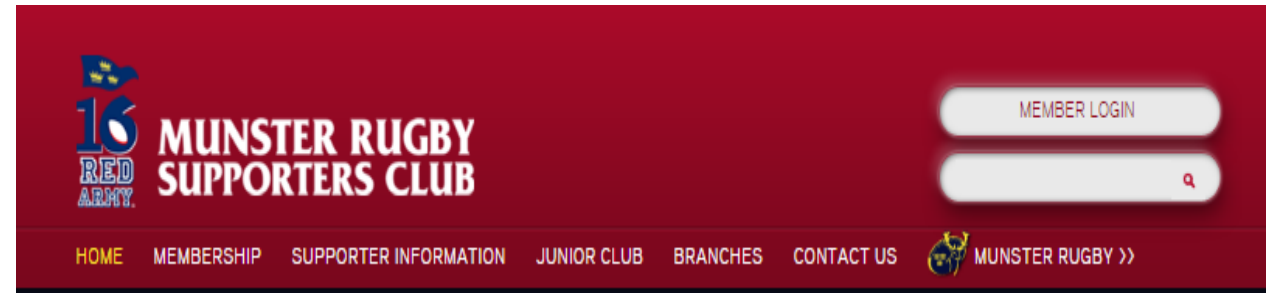 16
RED
ARMY.
MUNSTER RUGBY
SUPPORTERS CLUB
MEMBER LOGIN
HOME MEMBERSHIP SUPPORTER INFORMATION JUNIOR CLUB BRANCHES CONTACT US MUNSTER RUGBY >>